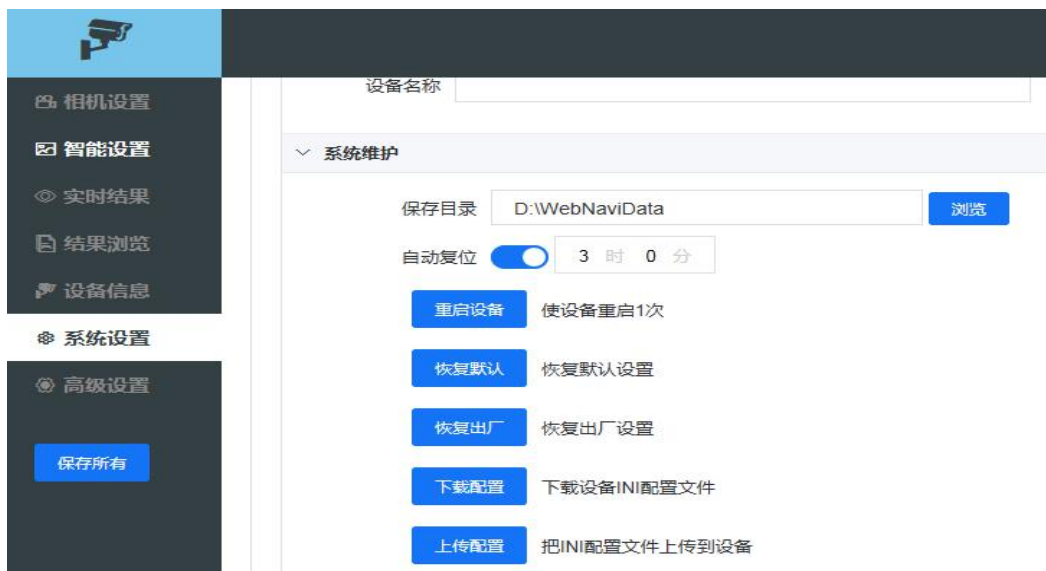 设备名称
相机设置
智能设置
实时结果
结果浏览
设备信息
系统设置
高级设置
保存所有
系统维护
保存目录 D:\WebNaviData 浏览
自动复位 3 时 0 分
重启设备 使设备重启1次
恢复默认 恢复默认设置
恢复出厂 恢复出厂设置
下载配置 下载设备INI配置文件
上传配置 把INI配置文件上传到设备